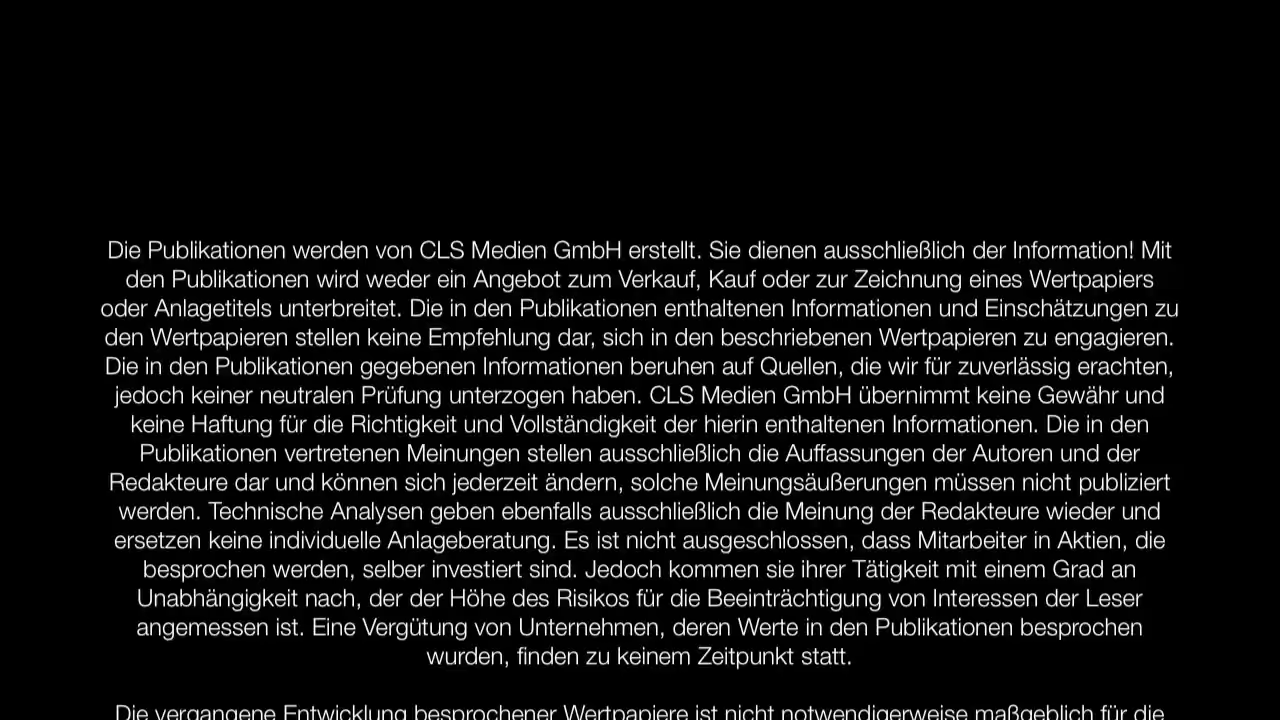 Die Publikationen werden von CLS Medien GmbH erstellt. Sie dienen ausschließlich der Information! Mit
den Publikationen wird weder ein Angebot zum Verkauf, Kauf oder zur Zeichnung eines Wertpapiers
oder Anlagetitels unterbreitet. Die in den Publikationen enthaltenen Informationen und Einschätzungen zu
den Wertpapieren stellen keine Empfehlung dar, sich in den beschriebenen Wertpapieren zu engagieren.
Die in den Publikationen gegebenen Informationen beruhen auf Quellen, die wir für zuverlässig erachten,
jedoch keiner neutralen Prüfung unterzogen haben. CLS Medien GmbH übernimmt keine Gewähr und
keine Haftung für die Richtigkeit und Vollständigkeit der hierin enthaltenen Informationen. Die in den
Publikationen vertretenen Meinungen stellen ausschließlich die Auffassungen der Autoren und der
Redakteure dar und können sich jederzeit ändern, solche Meinungsäußerungen müssen nicht publiziert
werden. Technische Analysen geben ebenfalls ausschließlich die Meinung der Redakteure wieder und
ersetzen keine individuelle Anlageberatung. Es ist nicht ausgeschlossen, dass Mitarbeiter in Aktien, die
besprochen werden, selber investiert sind. Jedoch kommen sie ihrer Tätigkeit mit einem Grad an
Unabhängigkeit nach, der der Höhe des Risikos für die Beeinträchtigung von Interessen der Leser
angemessen ist. Eine Vergütung von Unternehmen, deren Werte in den Publikationen besprochen
wurden, finden zu keinem Zeitpunkt statt.
Die vergangene Entwicklung besprochener Wertpapiere ist nicht notwendigerweise maßgeblich für die